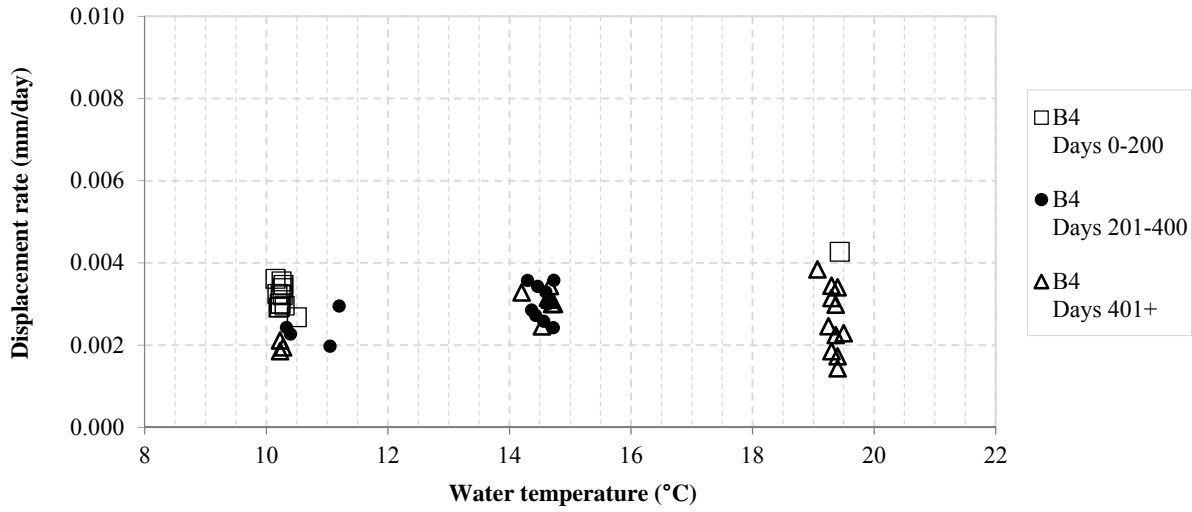 0.010
0.008
0.006
0.004
0.002
0.000
Displacement rate (mm/day)
8 10 12 14 16 18 20 22
Water temperature (°C)
B4
Days 0-200
B4
Days 201-400
B4
Days 401+